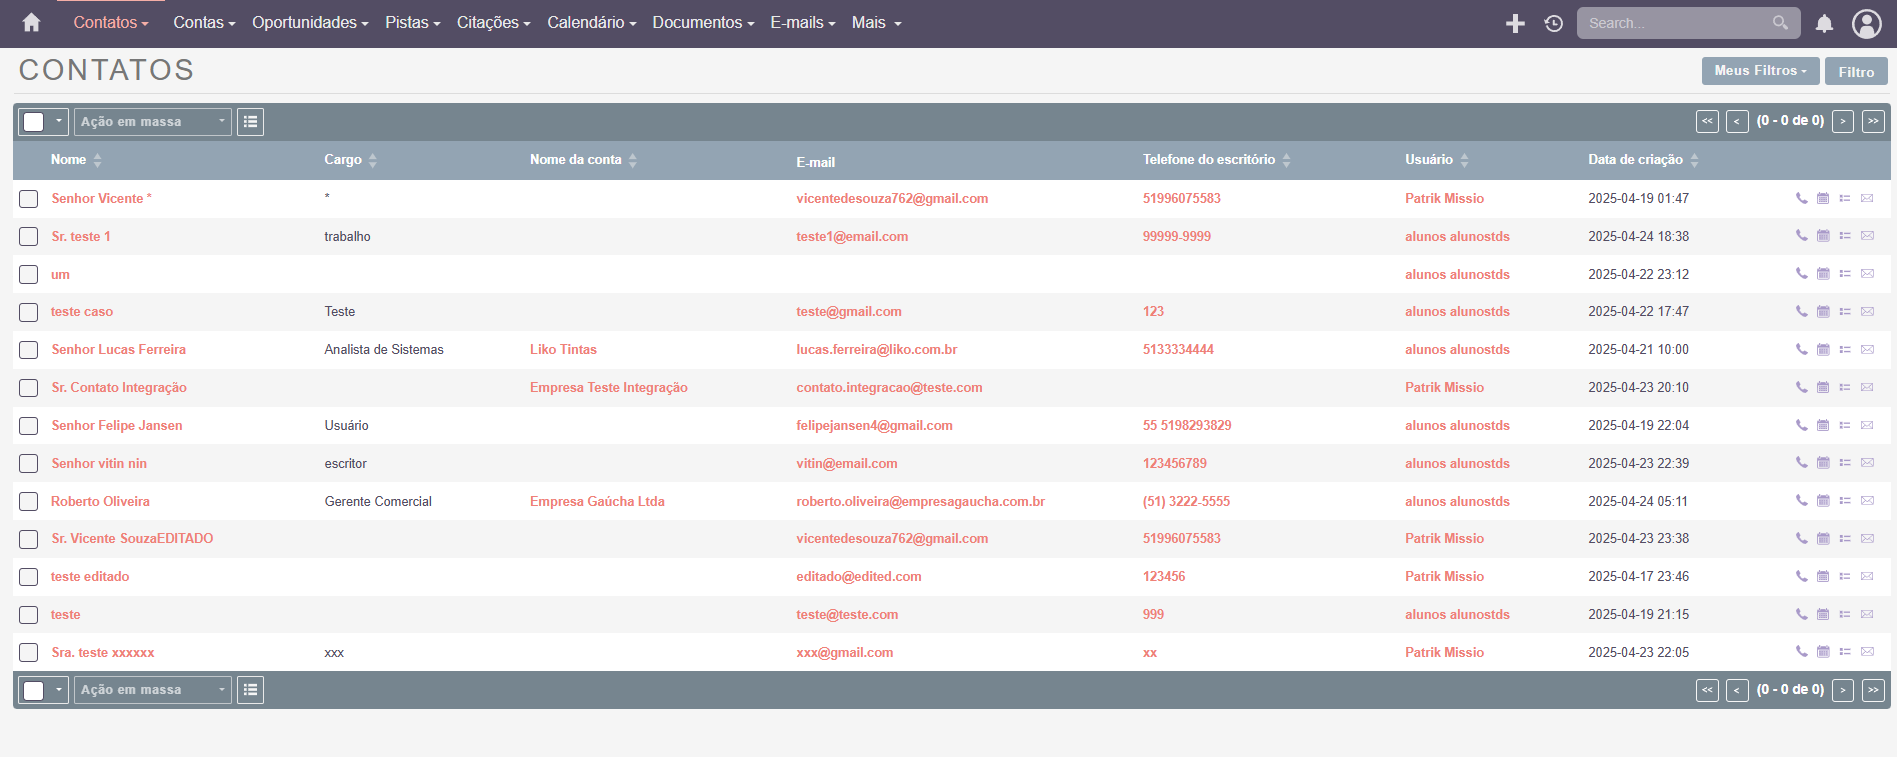 Contatos Contas Oportunidades Pistas Citações Calendário Documentos E-mails Mais Search...
CONTATOS
Meus Filtros Filtro
Ação em massa << < (0 - 0 de 0) > >>
Nome Cargo Nome da conta E-mail Telefone do escritório Usuário Data de criação
Senhor Vicente * * vicentedesouza762@gmail.com 51996075583 Patrik Missio 2025-04-19 01:47
Sr. teste 1 trabalho teste1@email.com 99999-9999 alunos alunostds 2025-04-24 18:38
um alunos alunostds 2025-04-22 23:12
teste caso Teste teste@gmail.com 123 alunos alunostds 2025-04-22 17:47
Senhor Lucas Ferreira Analista de Sistemas Liko Tintas lucas.ferreira@liko.com.br 5133334444 alunos alunostds 2025-04-21 10:00
Sr. Contato Integração Empresa Teste Integração contato.integracao@teste.com Patrik Missio 2025-04-23 20:10
Senhor Felipe Jansen Usuário felipejansen4@gmail.com 55 5198293829 alunos alunostds 2025-04-19 22:04
Senhor vitin nin escritor vitin@email.com 123456789 alunos alunostds 2025-04-23 22:39
Roberto Oliveira Gerente Comercial Empresa Gaúcha Ltda roberto.oliveira@empresagaucha.com.br (51) 3222-5555 alunos alunostds 2025-04-24 05:11
Sr. Vicente SouzaEDITADO vicentedesouza762@gmail.com 51996075583 Patrik Missio 2025-04-23 23:38
teste editado editado@edited.com 123456 Patrik Missio 2025-04-17 23:46
teste teste@teste.com 999 alunos alunostds 2025-04-19 21:15
Sra. teste xxxxxx xxx xxx@gmail.com xx Patrik Missio 2025-04-23 22:05
Ação em massa << < (0 - 0 de 0) > >>